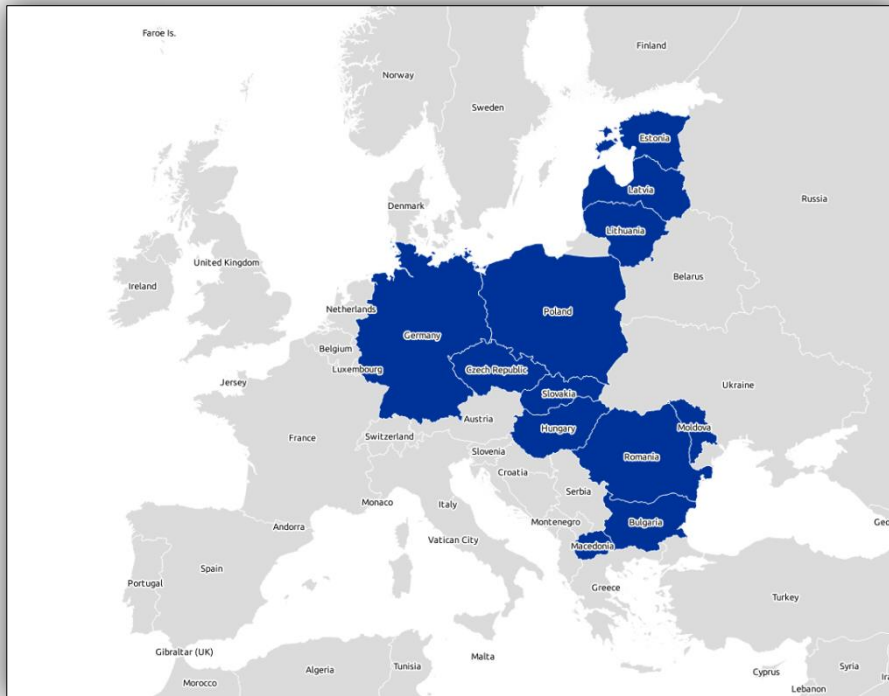 Faroe Is.
Finland
Norway
Sweden
Estonia
Russia
Latvia
Denmark
Lithuania
United Kingdom
Belarus
Ireland
Netherlands
Poland
Germany
Belgium
Luxembourg
Czech Republic
Jersey
Ukraine
Slovakia
Austria
Moldova
Hungary
France
Switzerland
Slovenia
Romania
Croatia
Serbia
Monaco
Italy
Georgia
Montenegro
Bulgaria
Andorra
Vatican City
Macedonia
Spain
Portugal
Greece
Turkey
Gibraltar (UK)
Malta
Tunisia
Algeria
Cyprus
Syria
Morocco
Lebanon